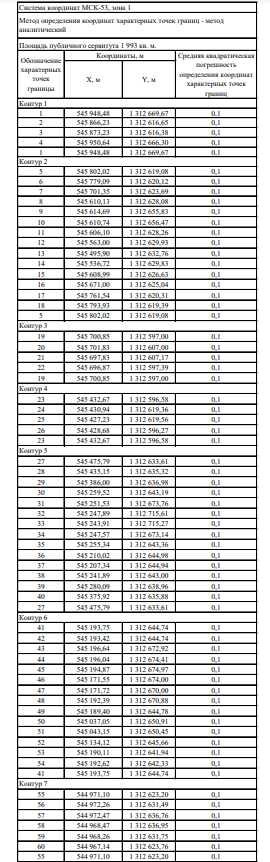 Система координат МСК-53, зона 1
Метод определения координат характерных точек границ - метод
аналитический
Площадь публичного сервитута 1 993 кв. м.
Обозначение характерных точек границы Координаты, м Средняя квадратическая погрешность определения координат характерных точек границ
X, м Y, м
Контур 1
1 545 948,48 1 312 669,67 0,1
2 545 866,23 1 312 616,65 0,1
3 545 873,23 1 312 616,38 0,1
4 545 950,64 1 312 666,30 0,1
1 545 948,48 1 312 669,67 0,1
Контур 2
5 545 802,02 1 312 619,08 0,1
6 545 779,09 1 312 620,12 0,1
7 545 701,35 1 312 623,69 0,1
8 545 610,13 1 312 628,08 0,1
9 545 614,69 1 312 655,83 0,1
10 545 610,74 1 312 656,47 0,1
11 545 606,10 1 312 628,26 0,1
12 545 563,00 1 312 629,93 0,1
13 545 495,90 1 312 632,76 0,1
14 545 536,72 1 312 629,83 0,1
15 545 608,99 1 312 626,63 0,1
16 545 671,00 1 312 625,04 0,1
17 545 761,54 1 312 620,31 0,1
18 545 793,93 1 312 619,39 0,1
5 545 802,02 1 312 619,08 0,1
Контур 3
19 545 700,85 1 312 597,00 0,1
20 545 701,83 1 312 607,00 0,1
21 545 697,83 1 312 607,17 0,1
22 545 696,87 1 312 597,39 0,1
19 545 700,85 1 312 597,00 0,1
Контур 4
23 545 432,67 1 312 596,58 0,1
24 545 430,94 1 312 619,36 0,1
25 545 427,23 1 312 619,56 0,1
26 545 428,68 1 312 596,27 0,1
23 545 432,67 1 312 596,58 0,1
Контур 5
27 545 475,79 1 312 633,61 0,1
28 545 435,15 1 312 635,32 0,1
29 545 386,00 1 312 636,98 0,1
30 545 259,52 1 312 643,19 0,1
31 545 251,53 1 312 673,76 0,1
32 545 247,89 1 312 715,61 0,1
33 545 243,91 1 312 715,27 0,1
34 545 247,57 1 312 673,14 0,1
35 545 255,34 1 312 643,36 0,1
36 545 210,02 1 312 644,98 0,1
37 545 207,34 1 312 644,94 0,1
38 545 241,89 1 312 643,00 0,1
39 545 280,09 1 312 638,96 0,1
40 545 375,92 1 312 635,88 0,1
27 545 475,79 1 312 633,61 0,1
Контур 6
41 545 193,75 1 312 644,74 0,1
42 545 193,42 1 312 644,74 0,1
43 545 196,64 1 312 672,92 0,1
44 545 196,04 1 312 674,41 0,1
45 545 194,87 1 312 674,97 0,1
46 545 171,55 1 312 674,00 0,1
47 545 171,72 1 312 670,00 0,1
48 545 192,39 1 312 670,88 0,1
49 545 189,40 1 312 644,78 0,1
50 545 037,05 1 312 650,91 0,1
51 545 043,15 1 312 650,45 0,1
52 545 134,12 1 312 645,66 0,1
53 545 190,11 1 312 641,94 0,1
54 545 192,62 1 312 642,33 0,1
41 545 193,75 1 312 644,74 0,1
Контур 7
55 544 971,10 1 312 623,20 0,1
56 544 972,26 1 312 631,49 0,1
57 544 972,47 1 312 636,76 0,1
58 544 968,47 1 312 636,95 0,1
59 544 968,26 1 312 631,75 0,1
60 544 967,14 1 312 623,76 0,1
55 544 971,10 1 312 623,20 0,1